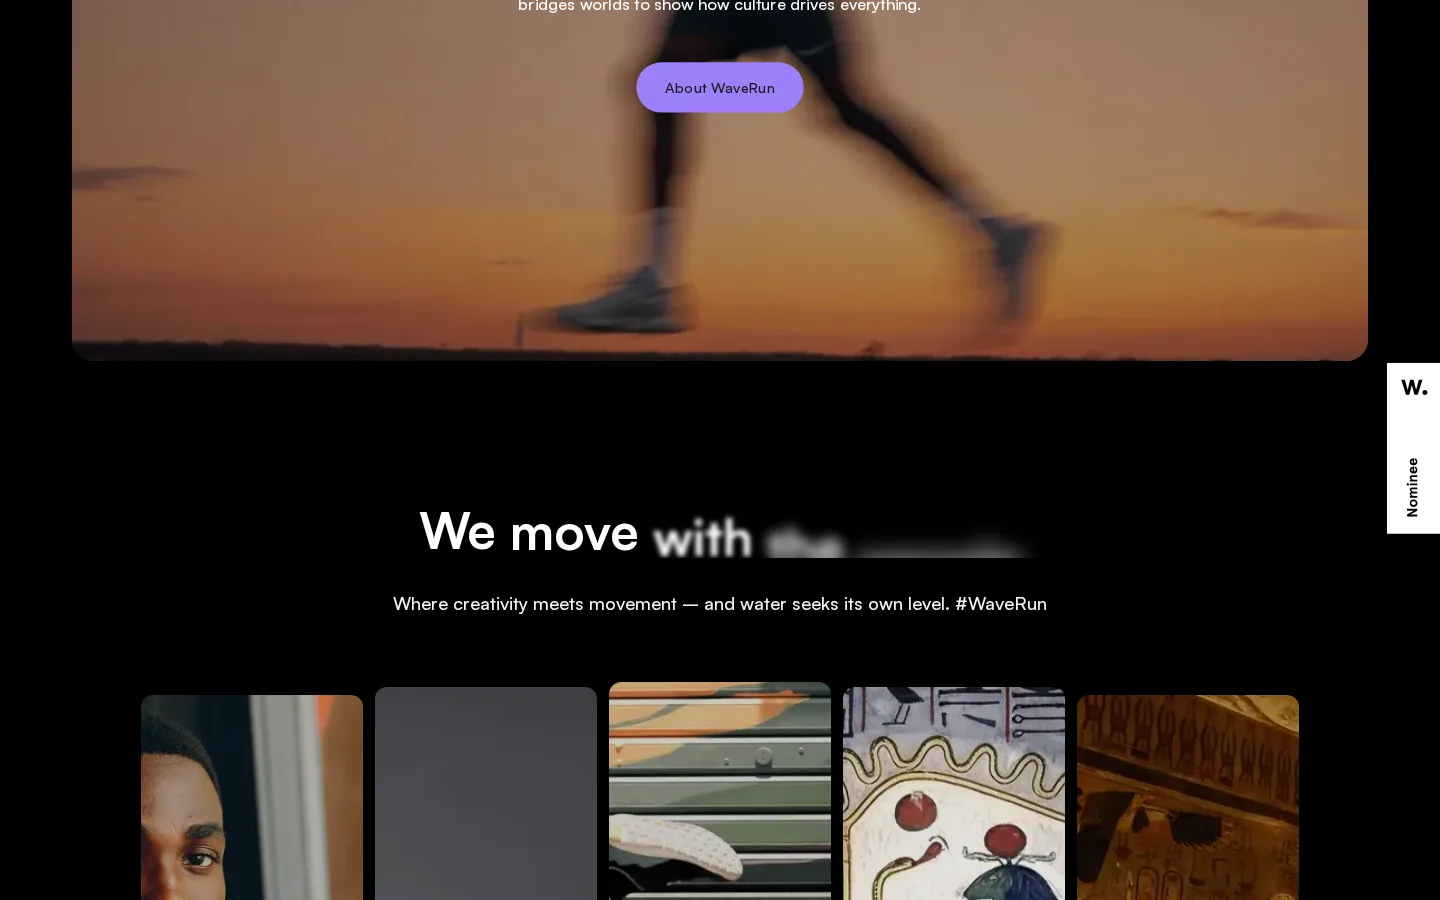 bridges worlds to show how culture drives everything.
About WaveRun
W.
Nominee
We move with the
Where creativity meets movement — and water seeks its own level. #WaveRun